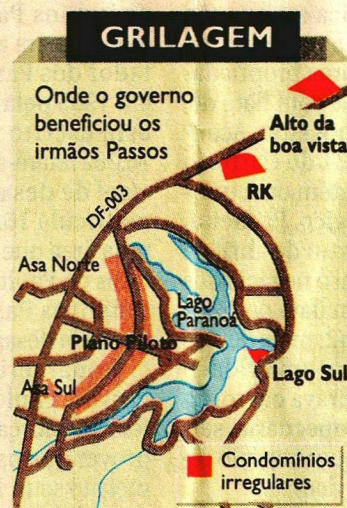 GRILAGEM
Onde o governo
beneficiou os
irmãos Passos
Alto da
boa vista
RK
DF-003
Asa Norte
Lago
Paranoá
Plano Piloto
Asa Sul
Lago Sul
Condomínios
irregulares